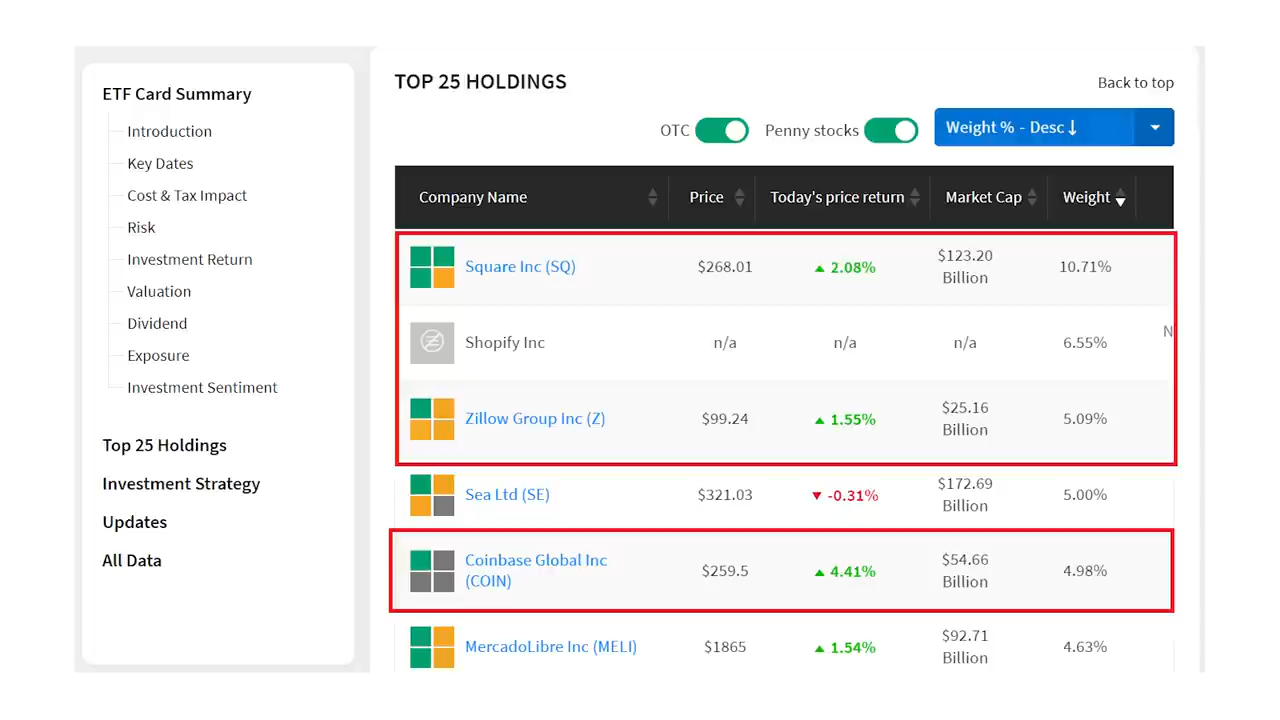 ETF Card Summary
Introduction
Key Dates
Cost & Tax Impact
Risk
Investment Return
Valuation
Dividend
Exposure
Investment Sentiment
Top 25 Holdings
Investment Strategy
Updates
All Data
TOP 25 HOLDINGS
Back to top
OTC Penny stocks Weight % - Desc ↓
Company Name Price Today's price return Market Cap Weight
Square Inc (SQ) $268.01 ▲ 2.08% $123.20 Billion 10.71%
Shopify Inc n/a n/a n/a 6.55% N
Zillow Group Inc (Z) $99.24 ▲ 1.55% $25.16 Billion 5.09%
Sea Ltd (SE) $321.03 ▼ -0.31% $172.69 Billion 5.00%
Coinbase Global Inc (COIN) $259.5 ▲ 4.41% $54.66 Billion 4.98%
MercadoLibre Inc (MELI) $1865 ▲ 1.54% $92.71 Billion 4.63%